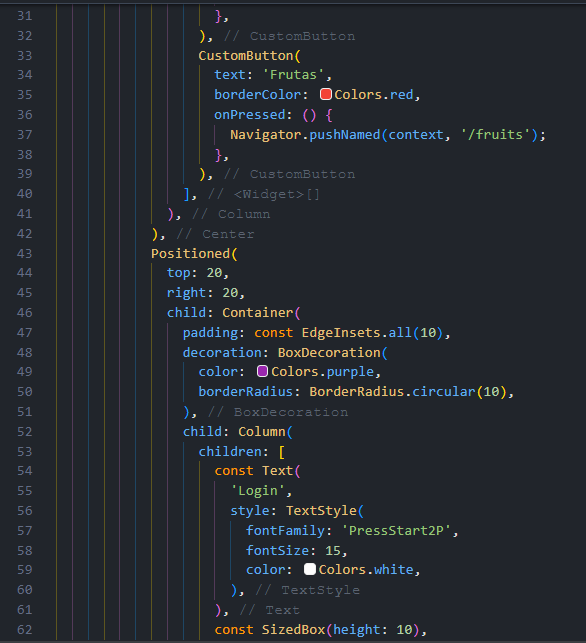 31 },
32 ), // CustomButton
33 CustomButton(
34 text: 'Frutas',
35 borderColor: Colors.red,
36 onPressed: () {
37 Navigator.pushNamed(context, '/fruits');
38 },
39 ), // CustomButton
40 ], // <Widget>[]
41 ), // Column
42 ), // Center
43 Positioned(
44 top: 20,
45 right: 20,
46 child: Container(
47 padding: const EdgeInsets.all(10),
48 decoration: BoxDecoration(
49 color: Colors.purple,
50 borderRadius: BorderRadius.circular(10),
51 ), // BoxDecoration
52 child: Column(
53 children: [
54 const Text(
55 'Login',
56 style: TextStyle(
57 fontFamily: 'PressStart2P',
58 fontSize: 15,
59 color: Colors.white,
60 ), // TextStyle
61 ), // Text
62 const SizedBox(height: 10),